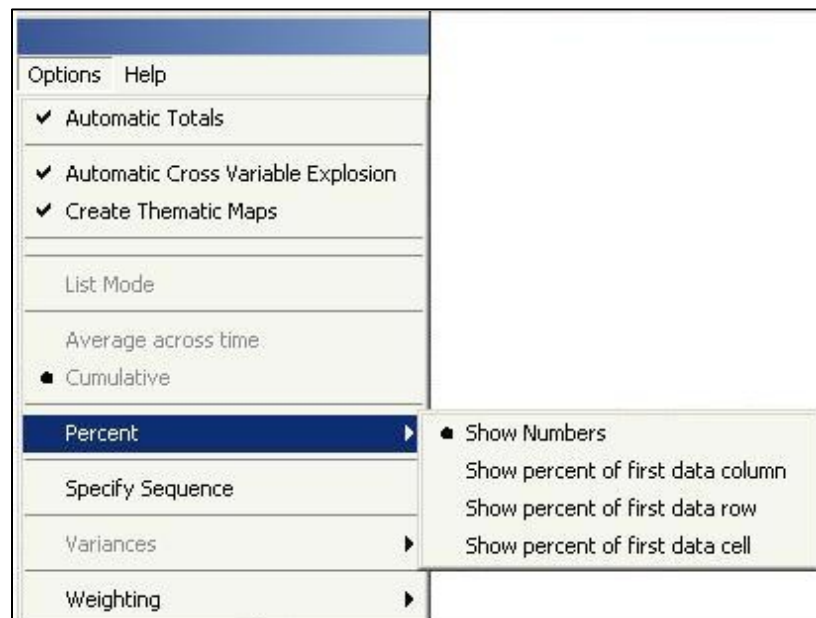 Options Help
Automatic Totals
Automatic Cross Variable Explosion
Create Thematic Maps
List Mode
Average across time
Cumulative
Percent
Show Numbers
Show percent of first data column
Show percent of first data row
Show percent of first data cell
Specify Sequence
Variances
Weighting